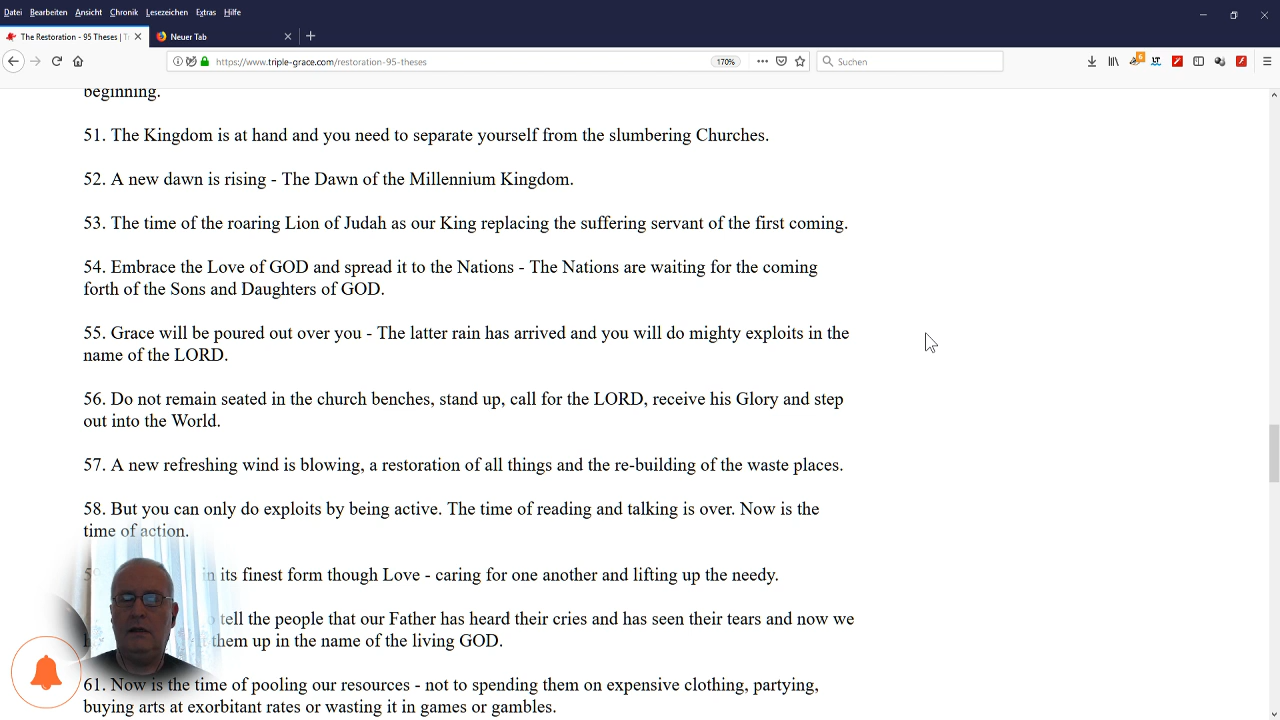 Datei Bearbeiten Ansicht Chronik Lesezeichen Extras Hilfe
The Restoration - 95 Theses | Tr
Neuer Tab
https://www.triple-grace.com/restoration-95-theses
170%
Suchen
beginning.
51. The Kingdom is at hand and you need to separate yourself from the slumbering Churches.
52. A new dawn is rising - The Dawn of the Millennium Kingdom.
53. The time of the roaring Lion of Judah as our King replacing the suffering servant of the first coming.
54. Embrace the Love of GOD and spread it to the Nations - The Nations are waiting for the coming
forth of the Sons and Daughters of GOD.
55. Grace will be poured out over you - The latter rain has arrived and you will do mighty exploits in the
name of the LORD.
56. Do not remain seated in the church benches, stand up, call for the LORD, receive his Glory and step
out into the World.
57. A new refreshing wind is blowing, a restoration of all things and the re-building of the waste places.
58. But you can only do exploits by being active. The time of reading and talking is over. Now is the
time of action.
in its finest form though Love - caring for one another and lifting up the needy.
tell the people that our Father has heard their cries and has seen their tears and now we
them up in the name of the living GOD.
61. Now is the time of pooling our resources - not to spending them on expensive clothing, partying,
buying arts at exorbitant rates or wasting it in games or gambles.